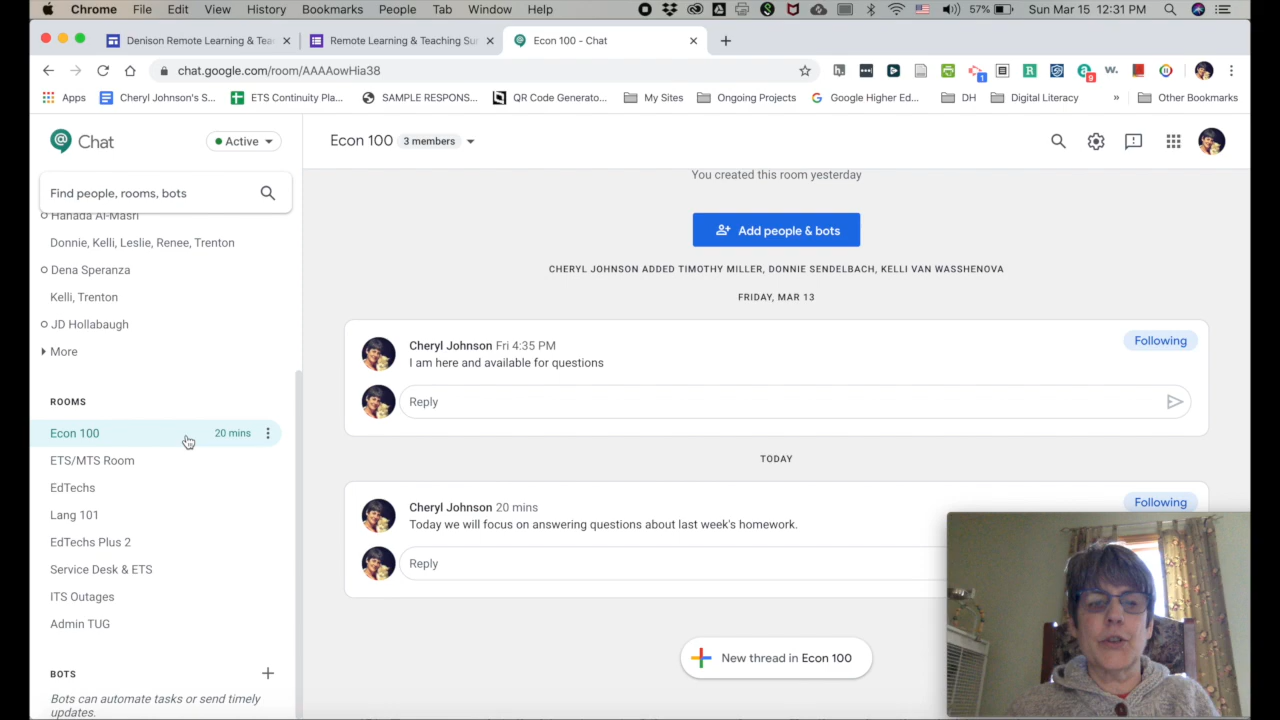 Chrome File Edit View History Bookmarks People Tab Window Help 57% Sun Mar 15 12:31 PM
Denison Remote Learning & Tea Remote Learning & Teaching Su Econ 100 - Chat
chat.google.com/room/AAAAowHia38 1 W. R 9
Apps Cheryl Johnson's S... ETS Continuity Pla... SAMPLE RESPONS... QR Code Generato... My Sites Ongoing Projects Google Higher Ed... DH Digital Literacy » Other Bookmarks
Chat
Active
Econ 100 3 members
Find people, rooms, bots
Hanada Al-Masri
Donnie, Kelli, Leslie, Renee, Trenton
Dena Speranza
Kelli, Trenton
JD Hollabaugh
More
ROOMS
Econ 100 20 mins
ETS/MTS Room
EdTechs
Lang 101
EdTechs Plus 2
Service Desk & ETS
ITS Outages
Admin TUG
BOTS
Bots can automate tasks or send timely
updates.
You created this room yesterday
Add people & bots
CHERYL JOHNSON ADDED TIMOTHY MILLER, DONNIE SENDELBACH, KELLI VAN WASSHENOVA
FRIDAY, MAR 13
Cheryl Johnson Fri 4:35 PM
Following
I am here and available for questions
Reply
TODAY
Cheryl Johnson 20 mins
Following
Today we will focus on answering questions about last week's homework.
Reply
New thread in Econ 100